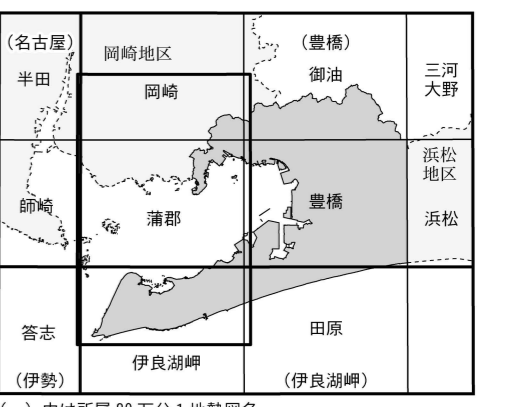 （名古屋）
半田
岡崎地区
岡崎
（豊橋）
御油
三河
大野
師崎
蒲郡
豊橋
浜松
地区
浜松
答志
（伊勢）
伊良湖岬
田原
（伊良湖岬）